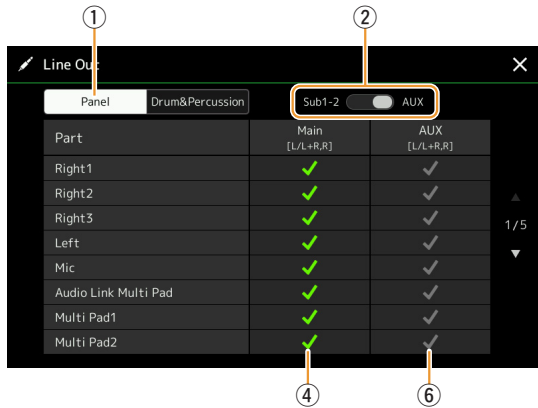 ① ②
Line Out
Panel Drum&Percussion Sub1-2 AUX
Part Main AUX
[L/L+R,R] [L/L+R,R]
Right1
Right2
Right3
1/5
Left
Mic
Audio Link Multi Pad
Multi Pad1
Multi Pad2
④ ⑥